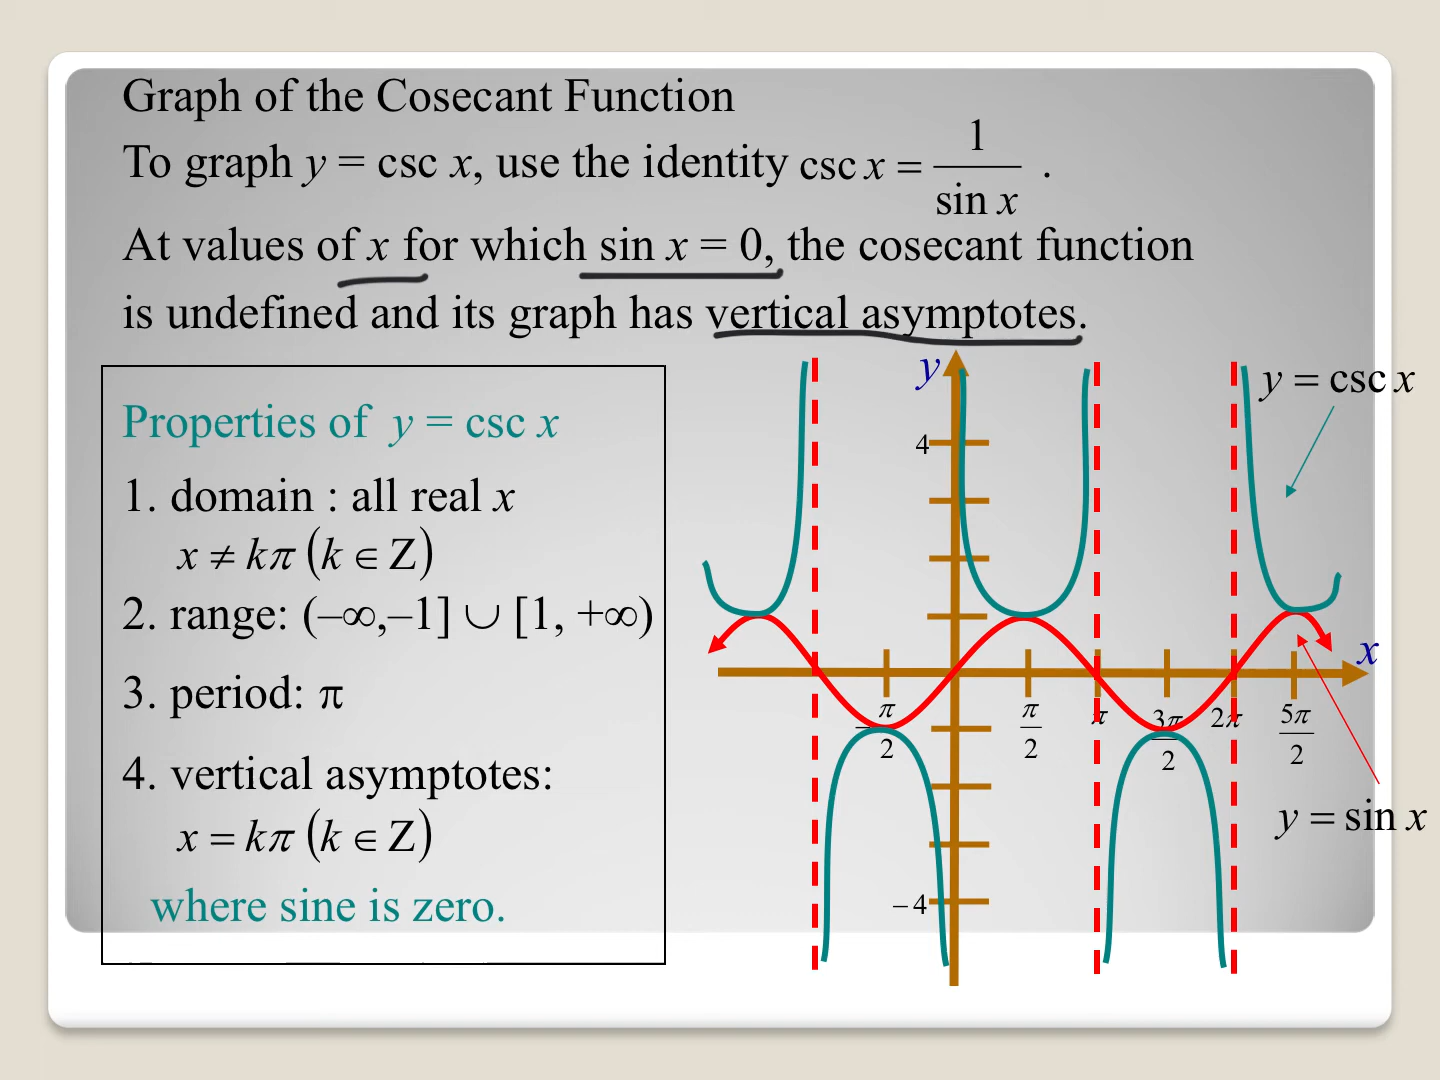 Graph of the Cosecant Function
To graph y = csc x, use the identity csc x = 1/sin x .
At values of x for which sin x = 0, the cosecant function
is undefined and its graph has vertical asymptotes.
Properties of y = csc x
1. domain : all real x
x ≠ kπ (k ∈ Z)
2. range: (–∞,–1] ∪ [1, +∞)
3. period: π
4. vertical asymptotes:
x = kπ (k ∈ Z)
where sine is zero.
y
y = csc x
4
x
−π/2
π/2
π
3π/2
2π
5π/2
y = sin x
−4